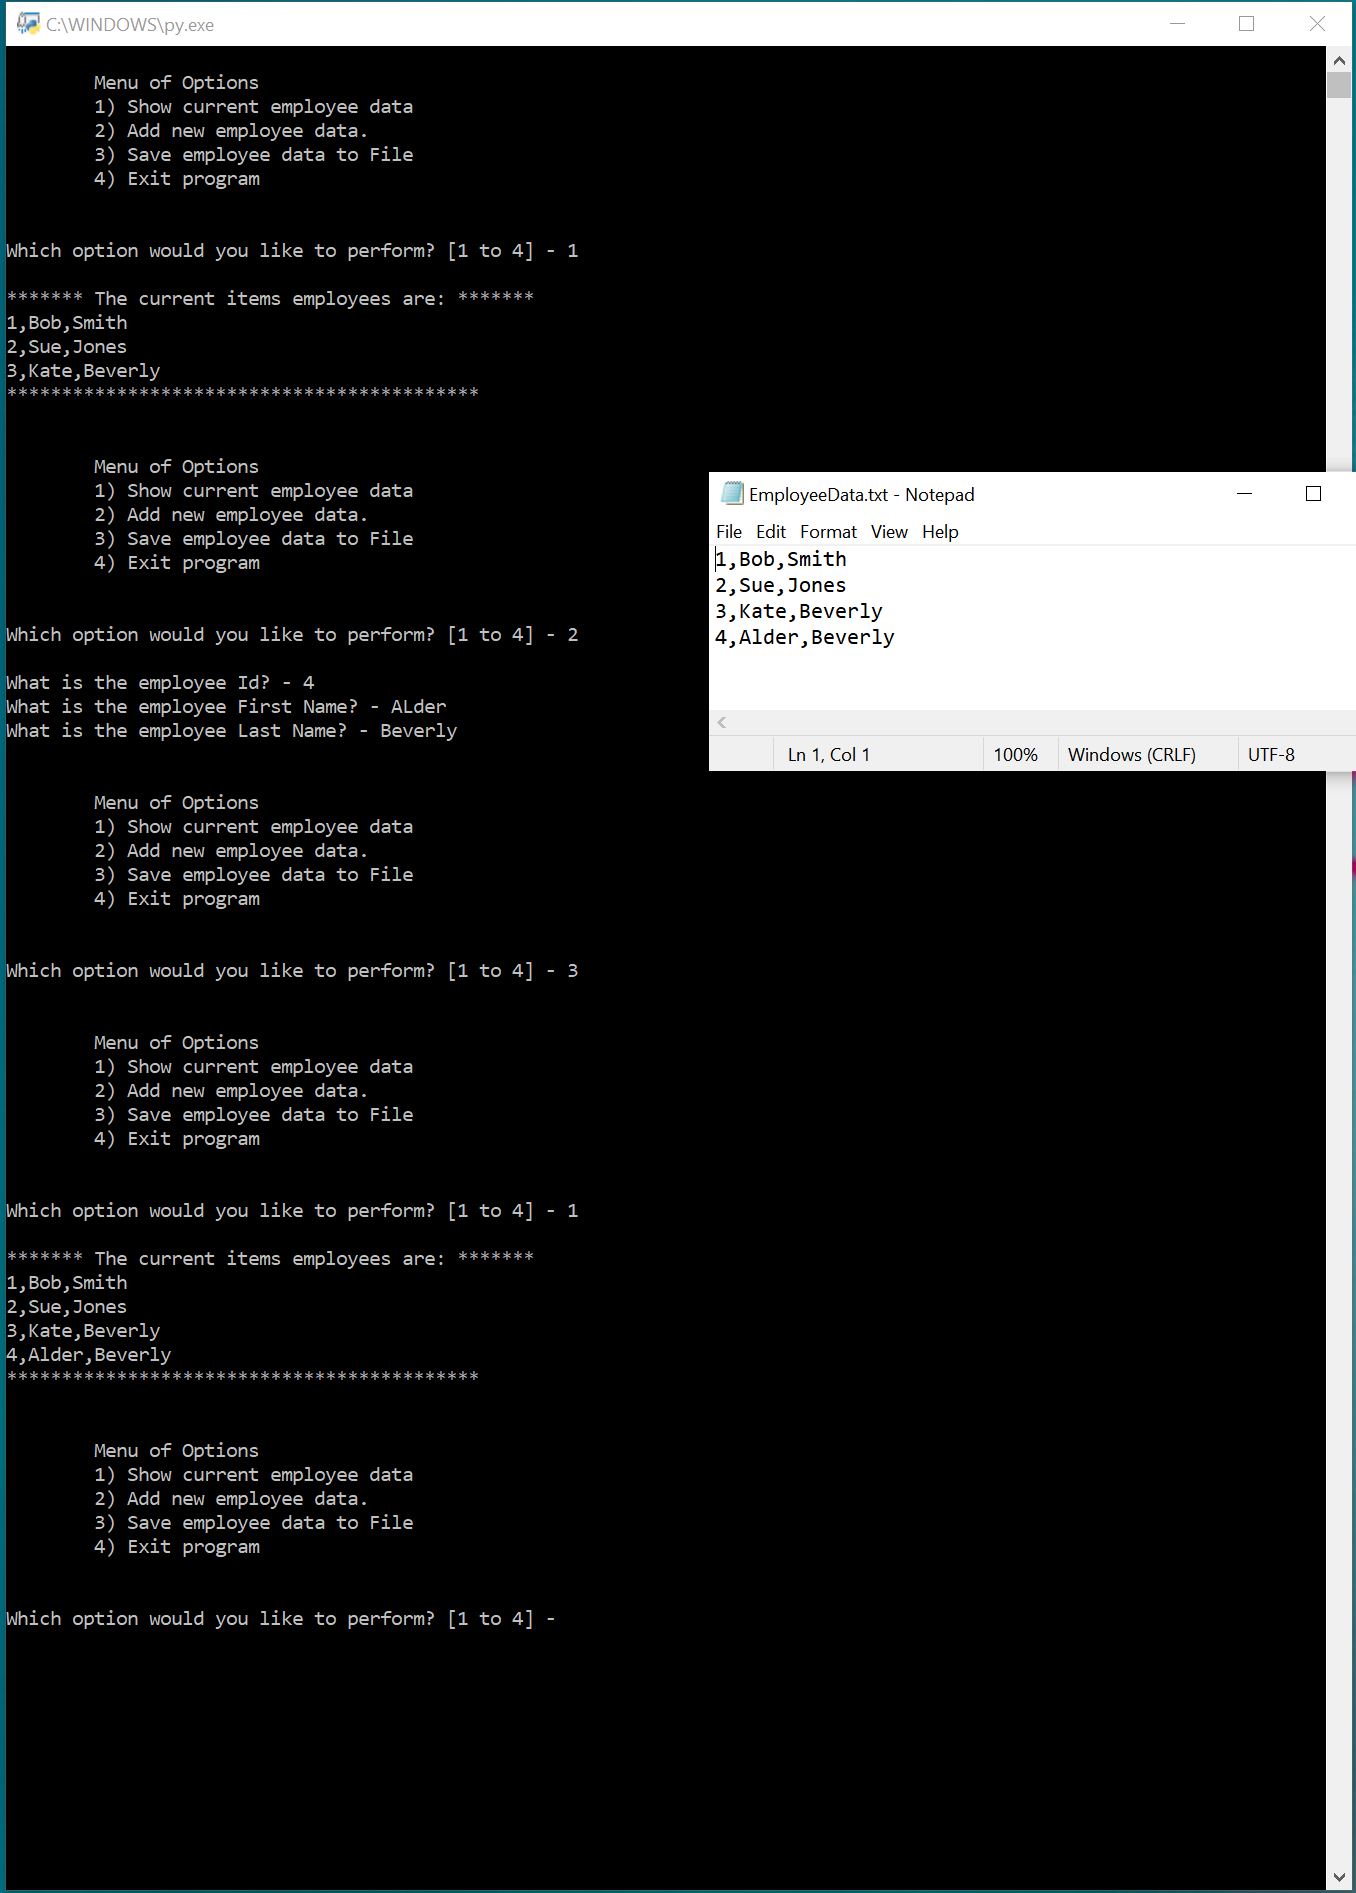 C:\WINDOWS\py.exe
Menu of Options
1) Show current employee data
2) Add new employee data.
3) Save employee data to File
4) Exit program
Which option would you like to perform? [1 to 4] - 1
******* The current items employees are: *******
1,Bob,Smith
2,Sue,Jones
3,Kate,Beverly
*******************************************
Menu of Options
1) Show current employee data
2) Add new employee data.
3) Save employee data to File
4) Exit program
Which option would you like to perform? [1 to 4] - 2
What is the employee Id? - 4
What is the employee First Name? - ALder
What is the employee Last Name? - Beverly
Menu of Options
1) Show current employee data
2) Add new employee data.
3) Save employee data to File
4) Exit program
Which option would you like to perform? [1 to 4] - 3
Menu of Options
1) Show current employee data
2) Add new employee data.
3) Save employee data to File
4) Exit program
Which option would you like to perform? [1 to 4] - 1
******* The current items employees are: *******
1,Bob,Smith
2,Sue,Jones
3,Kate,Beverly
4,Alder,Beverly
*******************************************
Menu of Options
1) Show current employee data
2) Add new employee data.
3) Save employee data to File
4) Exit program
Which option would you like to perform? [1 to 4] -
EmployeeData.txt - Notepad
File Edit Format View Help
1,Bob,Smith
2,Sue,Jones
3,Kate,Beverly
4,Alder,Beverly
Ln 1, Col 1 100% Windows (CRLF) UTF-8